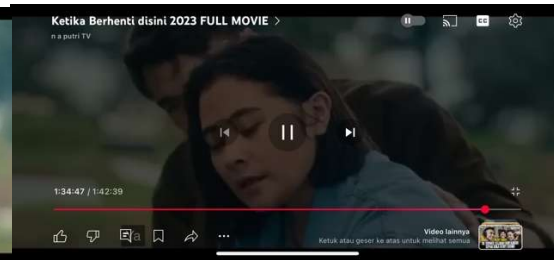 Ketika Berhenti disini 2023 FULL MOVIE >
n a putri TV
CC
1:34:47 / 1:42:39
Video lainnya
Ketuk atau geser ke atas untuk melihat semua